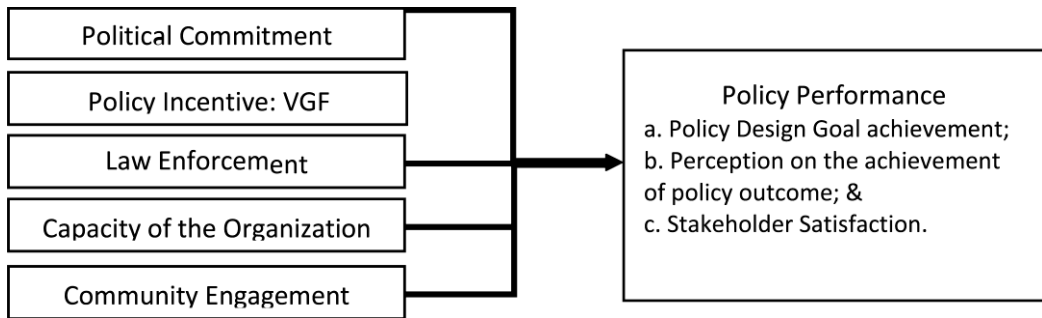 Political Commitment
Policy Incentive: VGF
Law Enforcement
Capacity of the Organization
Community Engagement
Policy Performance
a. Policy Design Goal achievement;
b. Perception on the achievement
of policy outcome; &
c. Stakeholder Satisfaction.